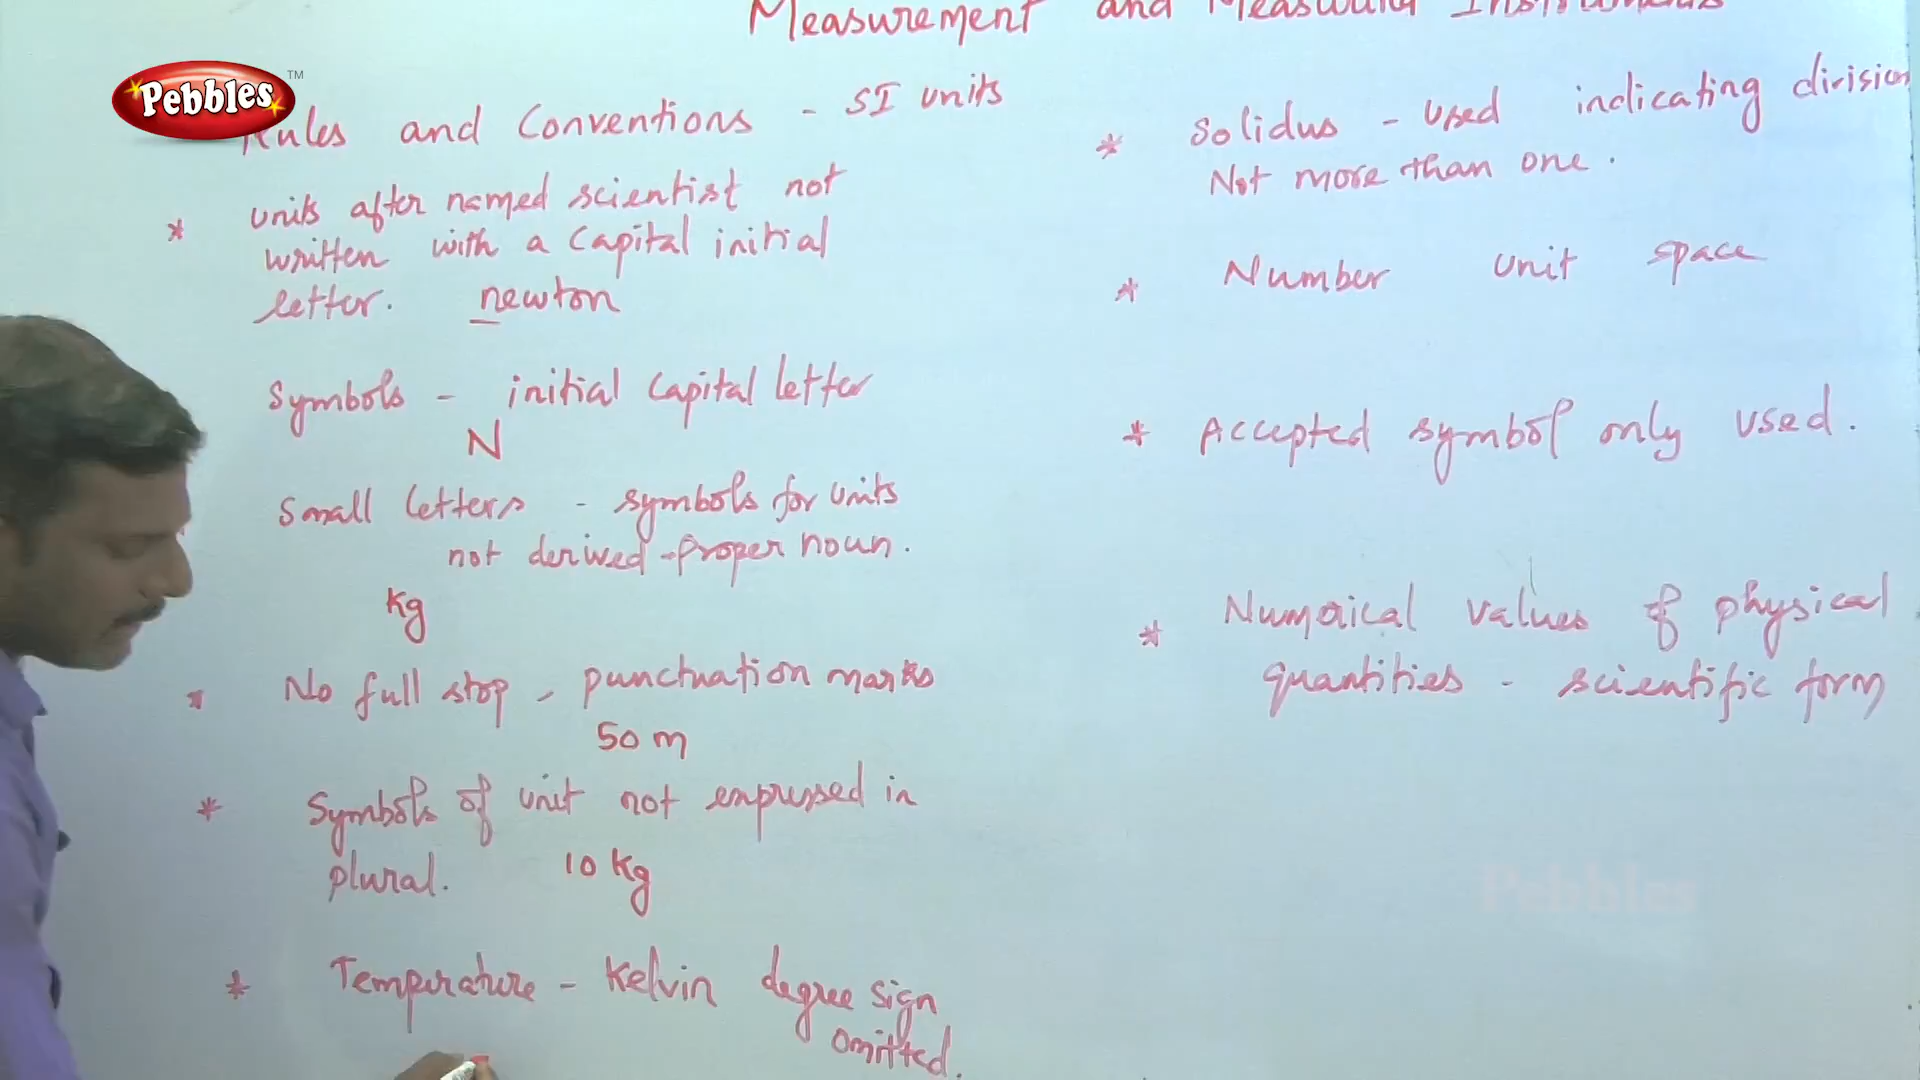 Measurement and Measuring Instruments
Pebbles™
Rules and Conventions - SI units
* units after named scientist not
written with a capital initial
letter. newton
Symbols - initial capital letter
N
Small letters - symbols for units
not derived - proper noun.
kg
* No full stop, punctuation marks
50 m
* Symbols of unit not expressed in
plural. 10 kg
* Temperature - Kelvin degree sign
omitted.
* Solidus - used indicating division
Not more than one.
* Number unit space
* Accepted symbol only used.
* Numerical values of physical
quantities - scientific form
Pebbles